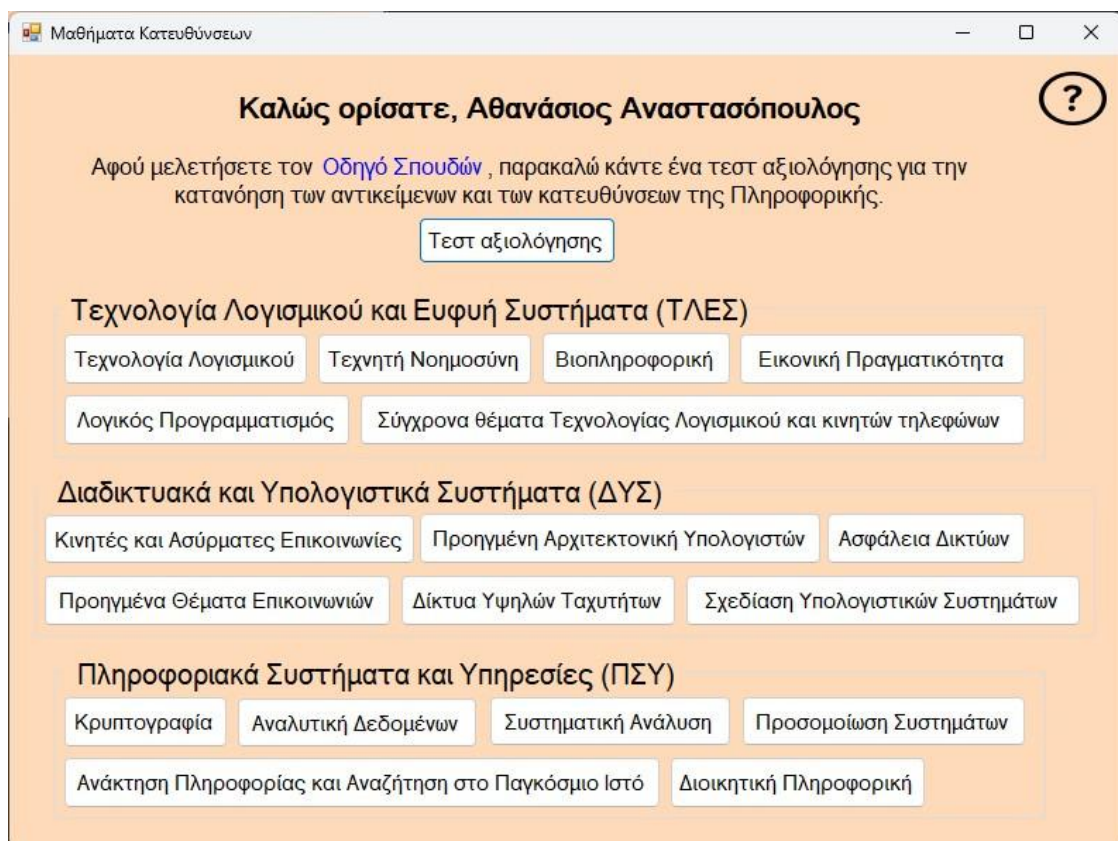 Μαθήματα Κατευθύνσεων
?
Καλώς ορίσατε, Αθανάσιος Αναστασόπουλος
Αφού μελετήσετε τον Οδηγό Σπουδών , παρακαλώ κάντε ένα τεστ αξιολόγησης για την
κατανόηση των αντικείμενων και των κατευθύνσεων της Πληροφορικής.
Τεστ αξιολόγησης
Τεχνολογία Λογισμικού και Ευφυή Συστήματα (ΤΛΕΣ)
Τεχνολογία Λογισμικού Τεχνητή Νοημοσύνη Βιοπληροφορική Εικονική Πραγματικότητα
Λογικός Προγραμματισμός Σύγχρονα θέματα Τεχνολογίας Λογισμικού και κινητών τηλεφώνων
Διαδικτυακά και Υπολογιστικά Συστήματα (ΔΥΣ)
Κινητές και Ασύρματες Επικοινωνίες Προηγμένη Αρχιτεκτονική Υπολογιστών Ασφάλεια Δικτύων
Προηγμένα Θέματα Επικοινωνιών Δίκτυα Υψηλών Ταχυτήτων Σχεδίαση Υπολογιστικών Συστημάτων
Πληροφοριακά Συστήματα και Υπηρεσίες (ΠΣΥ)
Κρυπτογραφία Αναλυτική Δεδομένων Συστηματική Ανάλυση Προσομοίωση Συστημάτων
Ανάκτηση Πληροφορίας και Αναζήτηση στο Παγκόσμιο Ιστό Διοικητική Πληροφορική